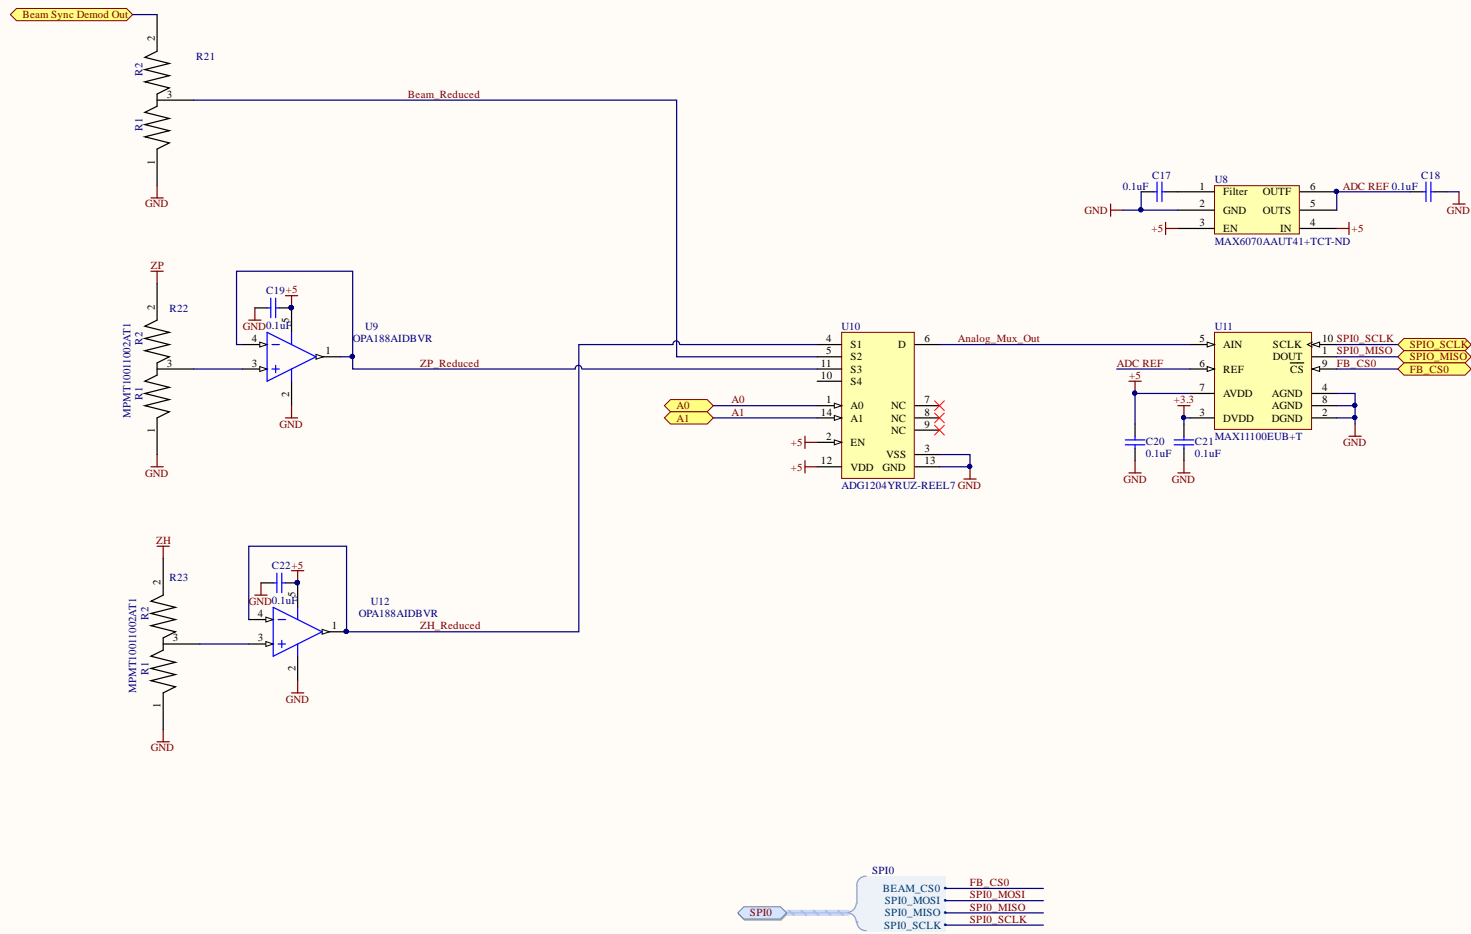 Beam Sync Demod Out
2
R21
R2
3
Beam_Reduced
R1
1
GND
C17
0.1uF
U8
1 Filter OUTF 6
2 GND OUTS 5
3 EN IN 4
ADC REF 0.1uF
C18
GND
GND
+5
+5
MAX6070AAUT41+TCT-ND
ZP
2
R22
R2
3
R1
MPMT10011002AT1
1
GND
C19
+5
GND
0.1uF
5
4
3
1
2
U9
OPA188AIDBVR
GND
ZP_Reduced
U10
4 S1 D 6
5 S2
11 S3
10 S4
1 A0 NC 7
14 A1 NC 8
NC 9
2 EN
VSS 3
12 VDD GND 13
A0 A0
A1 A1
+5
+5
ADG1204YRUZ-REEL7
GND
Analog_Mux_Out
U11
5 AIN SCLK 10
DOUT 1
6 REF CS 9
7 AVDD AGND 4
AGND 8
3 DVDD DGND 2
SPI0_SCLK SPIO_SCLK
SPI0_MISO SPIO_MISO
FB_CS0 FB_CS0
ADC REF
+5
+3.3
MAX11100EUB+T
C20
0.1uF
C21
0.1uF
GND
GND
GND
ZH
2
R23
R2
3
R1
MPMT10011002AT1
1
GND
C22
+5
GND
0.1uF
5
4
3
1
2
U12
OPA188AIDBVR
GND
ZH_Reduced
SPI0
SPI0
BEAM_CS0 FB_CS0
SPI0_MOSI SPI0_MOSI
SPI0_MISO SPI0_MISO
SPI0_SCLK SPI0_SCLK